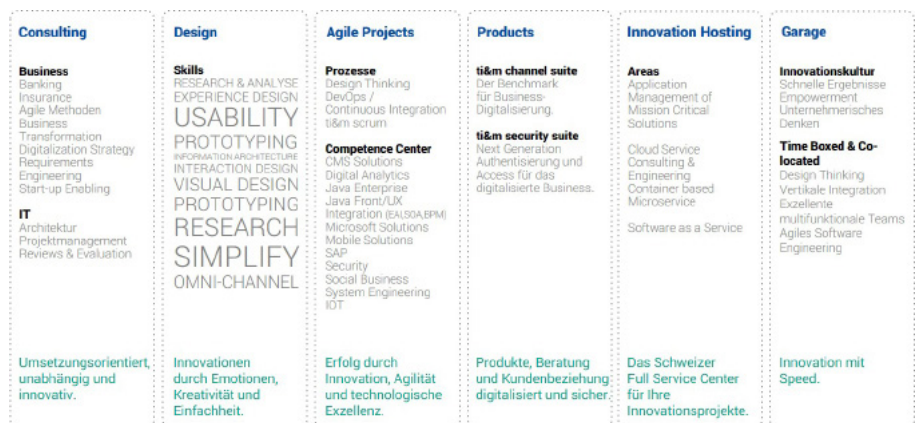 Consulting
Business
Banking
Insurance
Agile Methoden
Business
Transformation
Digitalization Strategy
Requirements
Engineering
Start-up Enabling
IT
Architektur
Projektmanagement
Reviews & Evaluation
Umsetzungsorientiert,
unabhängig und
innovativ.
Design
Skills
RESEARCH & ANALYSE
EXPERIENCE DESIGN
USABILITY
PROTOTYPING
INFORMATION ARCHITECTURE
INTERACTION DESIGN
VISUAL DESIGN
PROTOTYPING
RESEARCH
SIMPLIFY
OMNI-CHANNEL
Innovationen
durch Emotionen,
Kreativität und
Einfachheit.
Agile Projects
Prozesse
Design Thinking
DevOps /
Continuous Integration
ti&m scrum
Competence Center
CMS Solutions
Digital Analytics
Java Enterprise
Java Front/UX
Integration (EAI,SOA,BPM)
Microsoft Solutions
Mobile Solutions
SAP
Security
Social Business
System Engineering
IOT
Erfolg durch
Innovation, Agilität
und technologische
Exzellenz.
Products
ti&m channel suite
Der Benchmark
für Business-
Digitalisierung.
ti&m security suite
Next Generation
Authentisierung und
Access für das
digitalisierte Business.
Produkte, Beratung
und Kundenbeziehung
digitalisiert und sicher.
Innovation Hosting
Areas
Application
Management of
Mission Critical
Solutions
Cloud Service
Consulting &
Engineering
Container based
Microservice
Software as a Service
Das Schweizer
Full Service Center
für Ihre
Innovationsprojekte.
Garage
Innovationskultur
Schnelle Ergebnisse
Empowerment
Unternehmerisches
Denken
Time Boxed & Co-
located
Design Thinking
Vertikale Integration
Exzellente
multifunktionale Teams
Agiles Software
Engineering
Innovation mit
Speed.